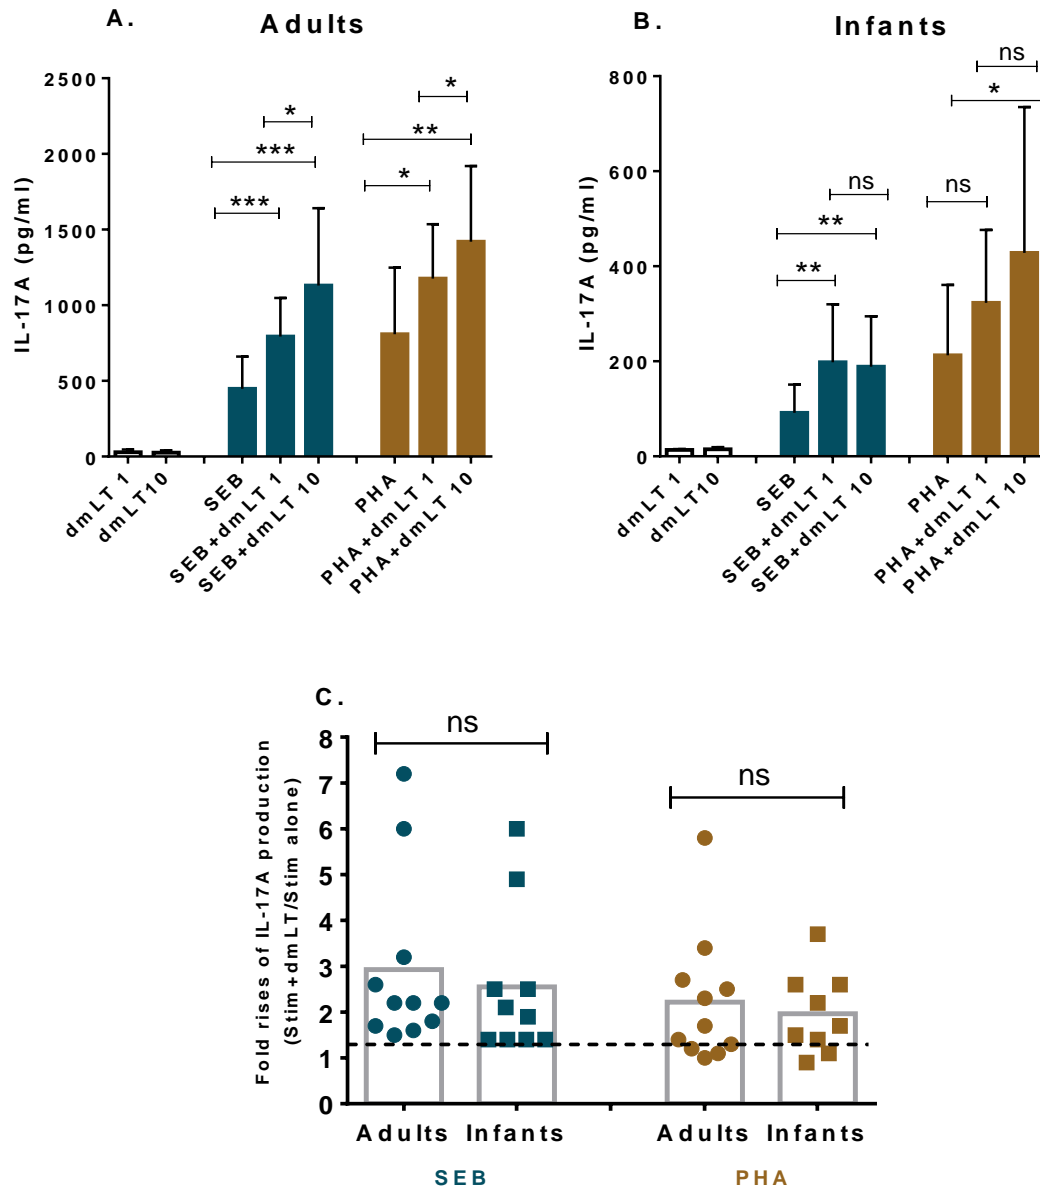 A.
Adults
IL-17A (pg/ml)
2500
2000
1500
1000
500
0
***
***
*
*
**
*
dmLT 1
dmLT10
SEB
SEB+dmLT 1
SEB+dmLT 10
PHA
PHA+dmLT 1
PHA+dmLT 10
B.
Infants
IL-17A (pg/ml)
800
600
400
200
0
**
**
ns
ns
*
ns
dmLT 1
dmLT10
SEB
SEB+dmLT 1
SEB+dmLT 10
PHA
PHA+dmLT 1
PHA+dmLT 10
C.
Fold rises of IL-17A production
(Stim+dmLT/Stim alone)
8
7
6
5
4
3
2
1
0
ns
ns
Adults
Infants
Adults
Infants
SEB
PHA